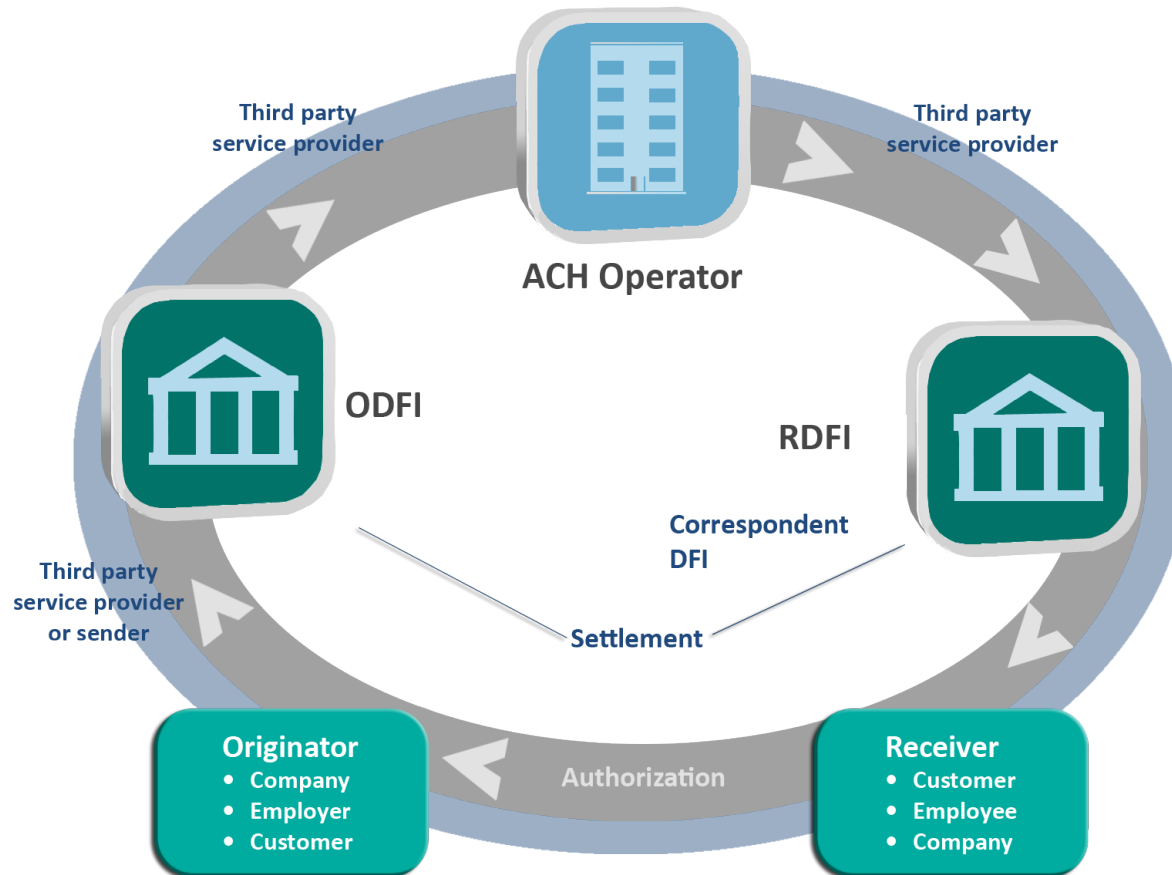 Third party
service provider
Third party
service provider
ACH Operator
ODFI
RDFI
Correspondent
DFI
Third party
service provider
or sender
Settlement
Originator
• Company
• Employer
• Customer
Authorization
Receiver
• Customer
• Employee
• Company